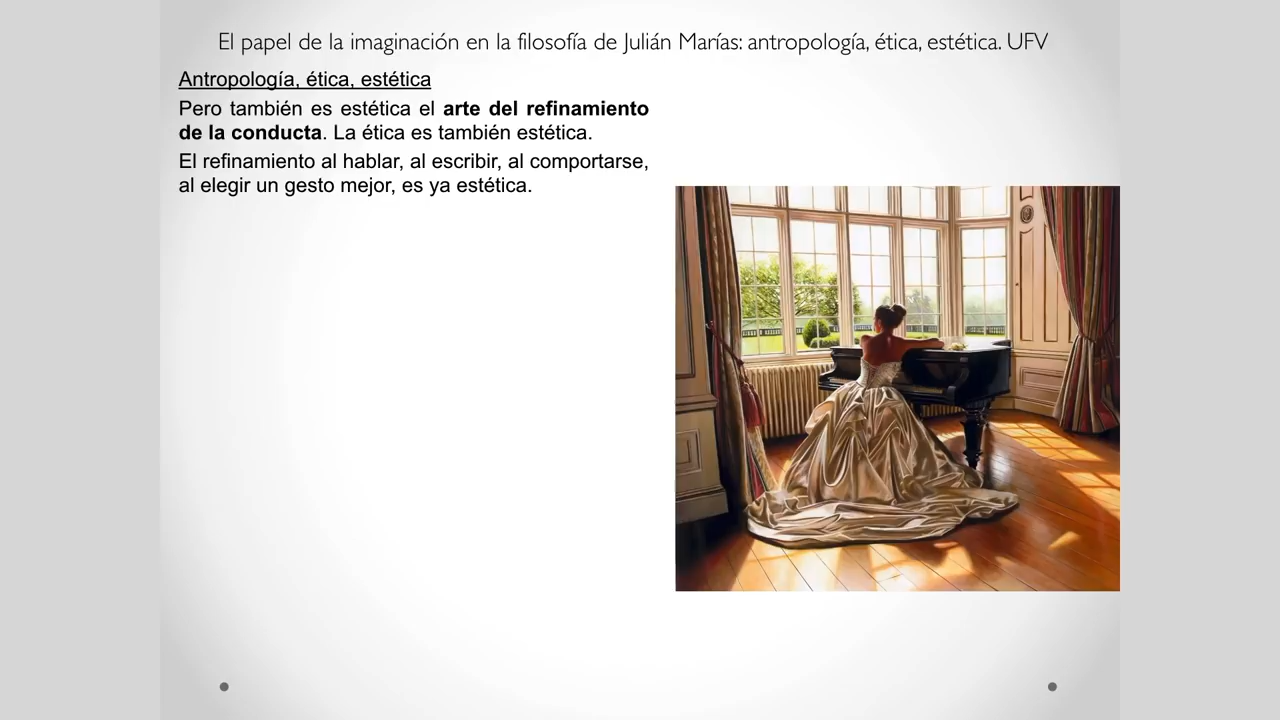 El papel de la imaginación en la filosofía de Julián Marías: antropología, ética, estética. UFV
Antropología, ética, estética
Pero también es estética el arte del refinamiento
de la conducta. La ética es también estética.
El refinamiento al hablar, al escribir, al comportarse,
al elegir un gesto mejor, es ya estética.